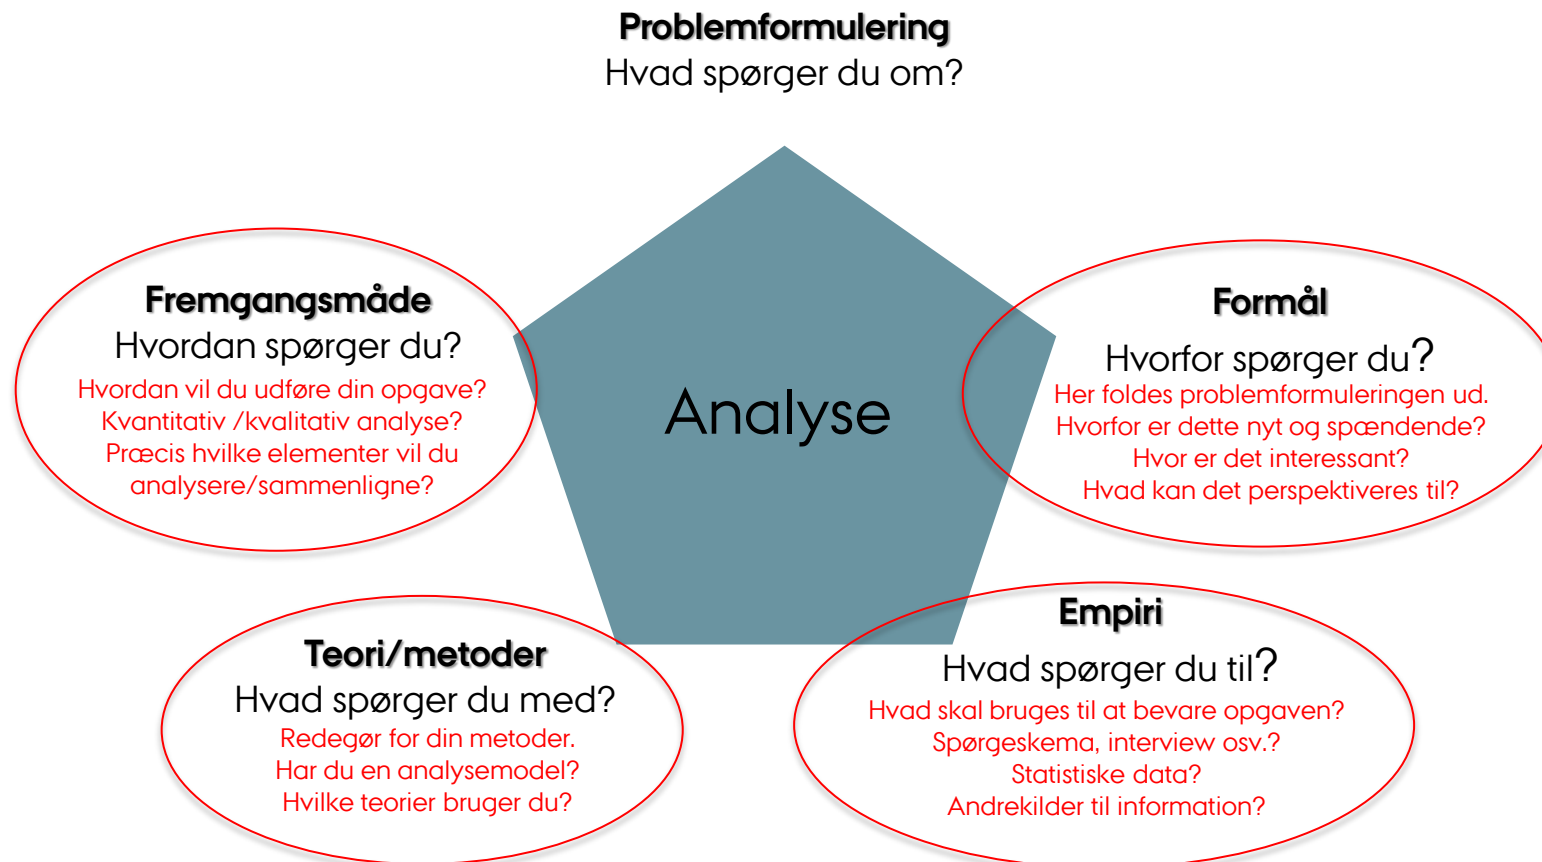 Problemformulering
Hvad spørger du om?
Fremgangsmåde
Hvordan spørger du?
Hvordan vil du udføre din opgave?
Kvantitativ /kvalitativ analyse?
Præcis hvilke elementer vil du
analysere/sammenligne?
Formål
Hvorfor spørger du?
Her foldes problemformuleringen ud.
Hvorfor er dette nyt og spændende?
Hvor er det interessant?
Hvad kan det perspektiveres til?
Analyse
Teori/metoder
Hvad spørger du med?
Redegør for din metoder.
Har du en analysemodel?
Hvilke teorier bruger du?
Empiri
Hvad spørger du til?
Hvad skal bruges til at bevare opgaven?
Spørgeskema, interview osv.?
Statistiske data?
Andrekilder til information?